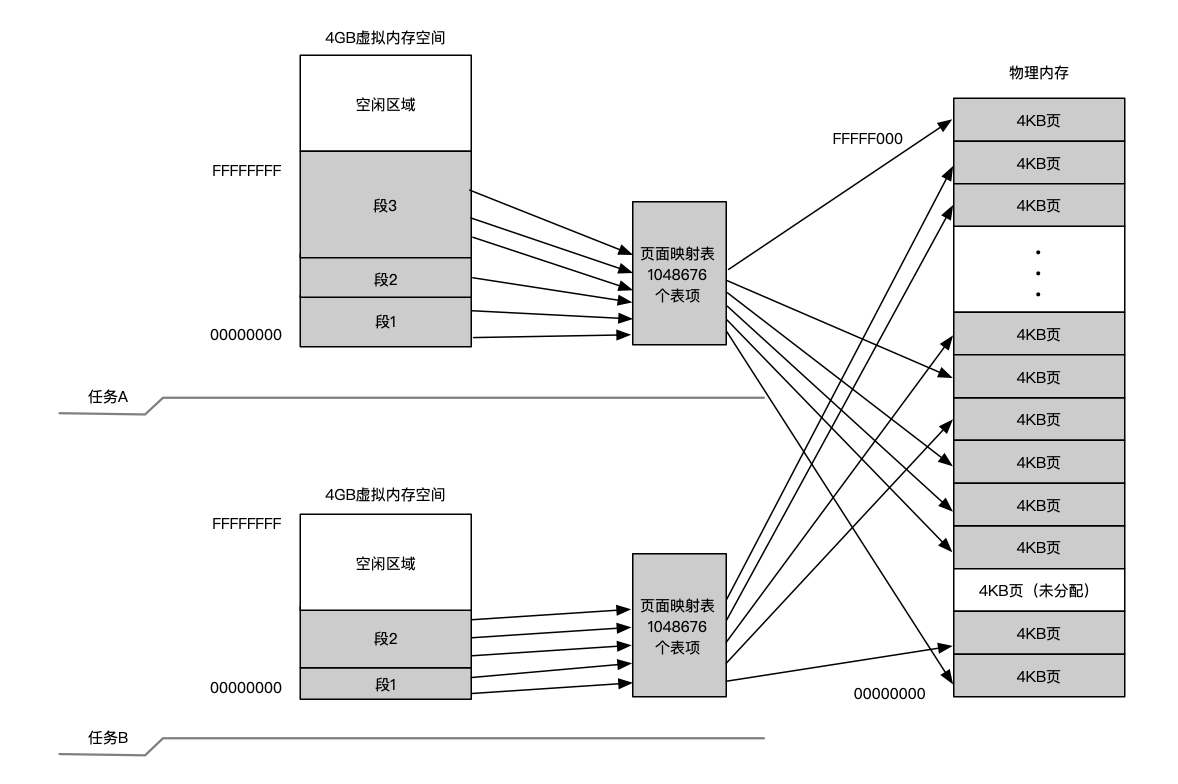 4GB虚拟内存空间
空闲区域
FFFFFFFF
段3
段2
段1
00000000
页面映射表
1048676
个表项
任务A
4GB虚拟内存空间
FFFFFFFF
空闲区域
段2
段1
00000000
页面映射表
1048676
个表项
任务B
物理内存
FFFFF000
4KB页
4KB页
4KB页
4KB页
4KB页
4KB页
4KB页
4KB页
4KB页
4KB页（未分配）
4KB页
4KB页
00000000